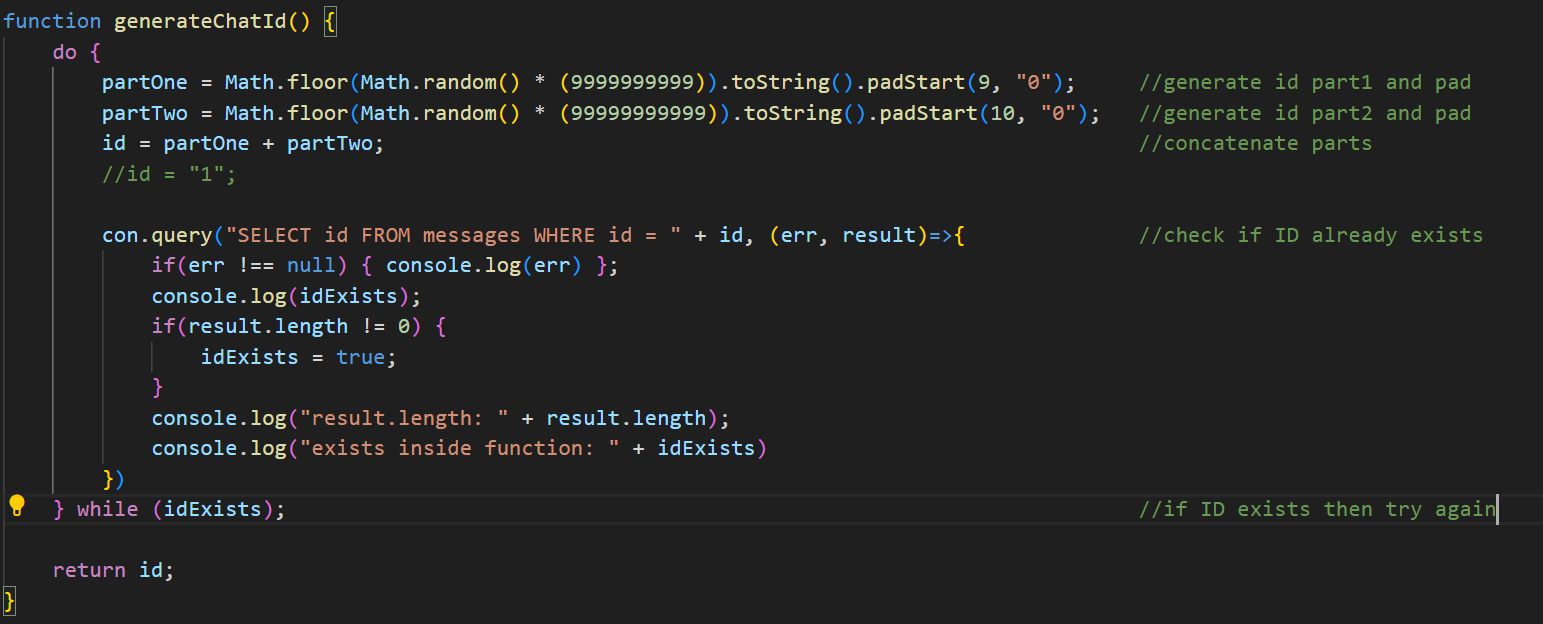 function generateChatId() {
do {
partOne = Math.floor(Math.random() * (9999999999)).toString().padStart(9, "0"); //generate id part1 and pad
partTwo = Math.floor(Math.random() * (99999999999)).toString().padStart(10, "0"); //generate id part2 and pad
id = partOne + partTwo; //concatenate parts
//id = "1";
con.query("SELECT id FROM messages WHERE id = " + id, (err, result)=>{ //check if ID already exists
if(err !== null) { console.log(err) };
console.log(idExists);
if(result.length != 0) {
idExists = true;
}
console.log("result.length: " + result.length);
console.log("exists inside function: " + idExists)
})
} while (idExists); //if ID exists then try again
return id;
}